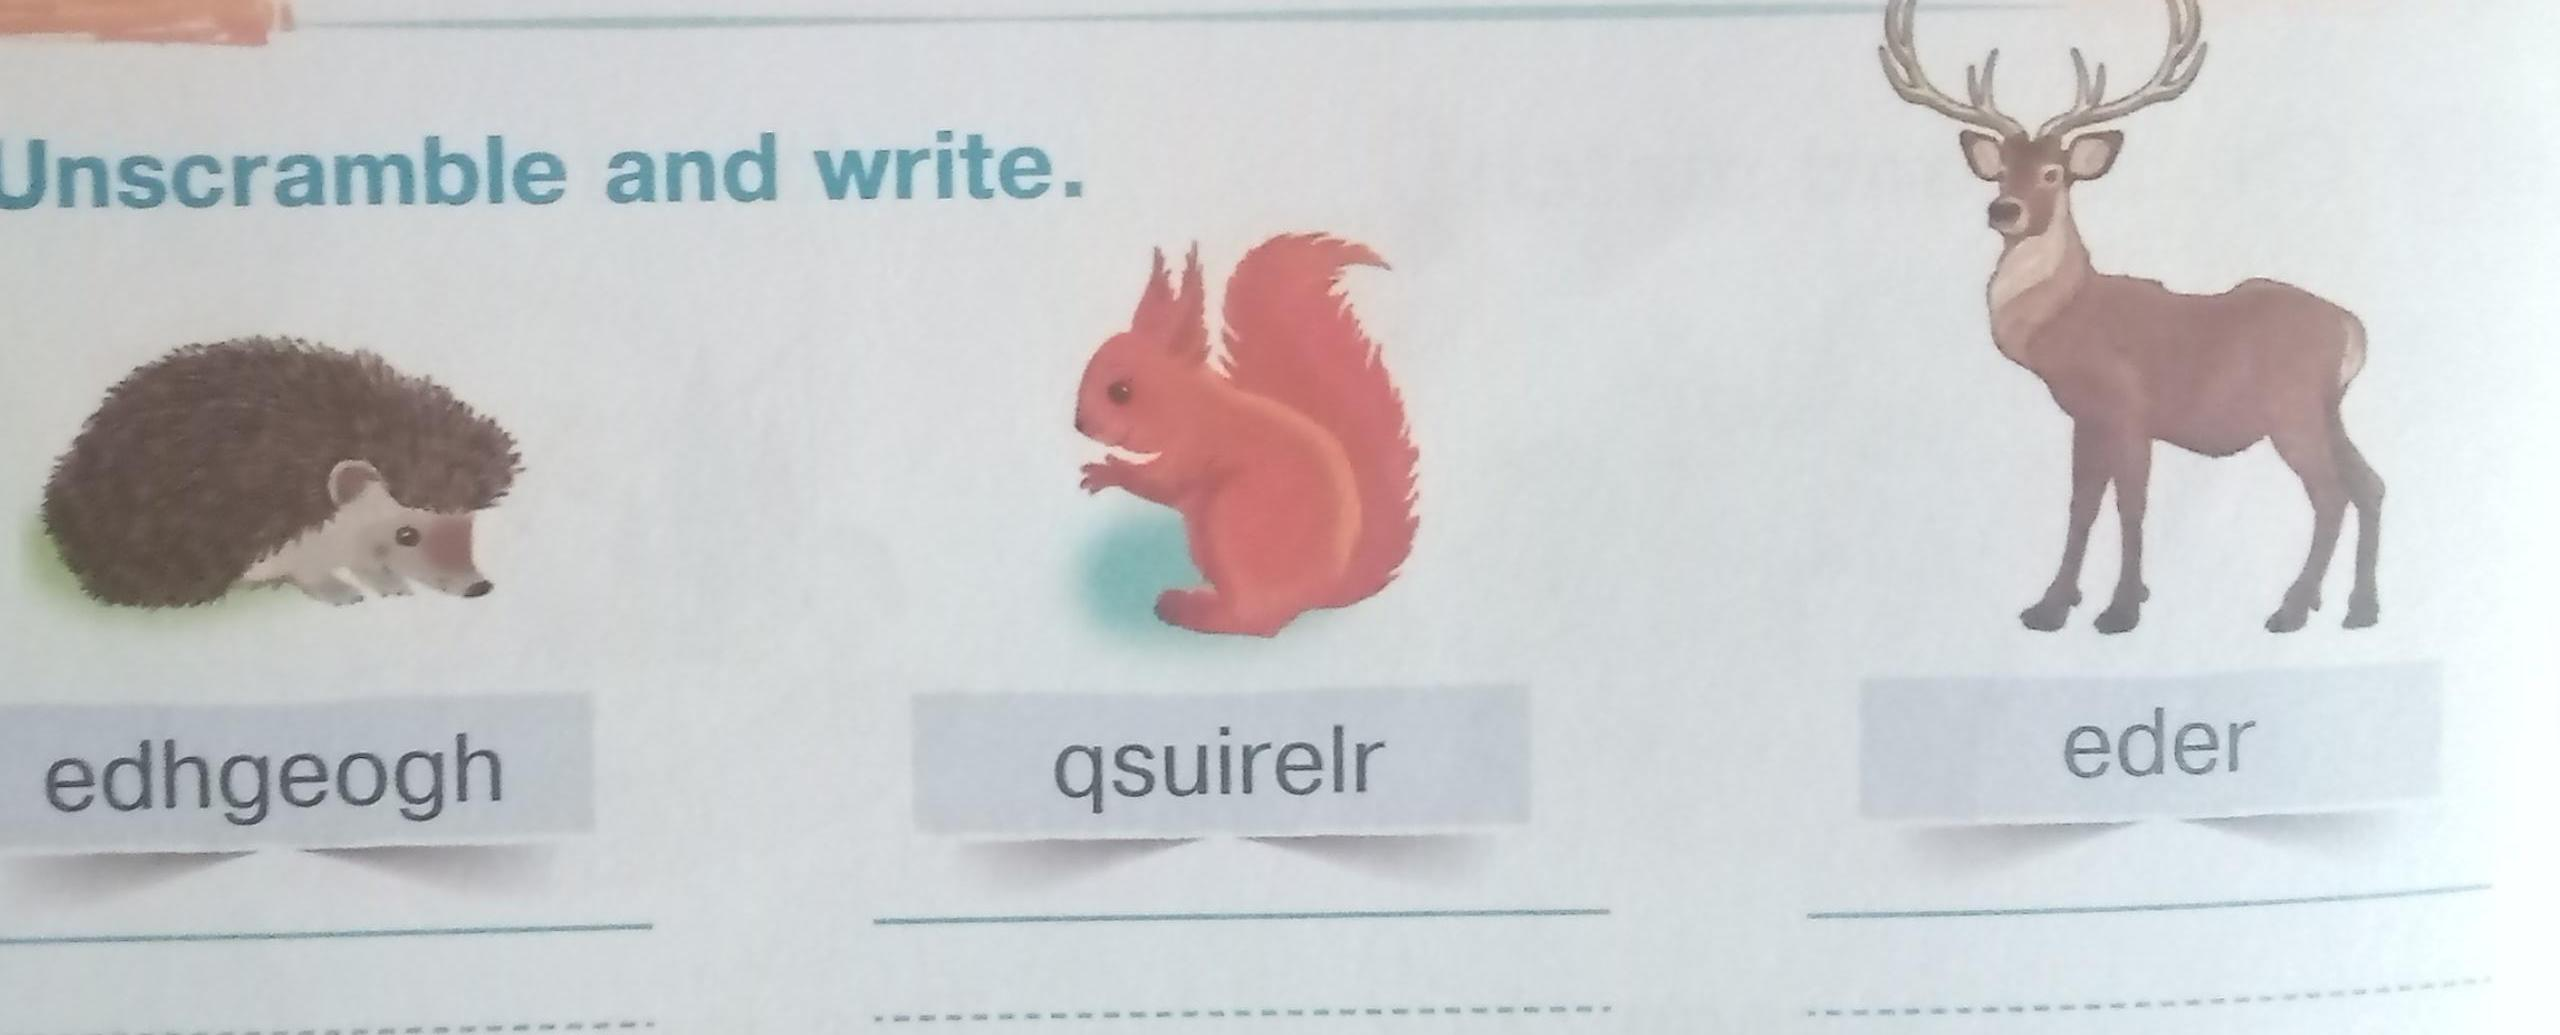 Unscramble and write.
edhgeogh
qsuirelr
eder